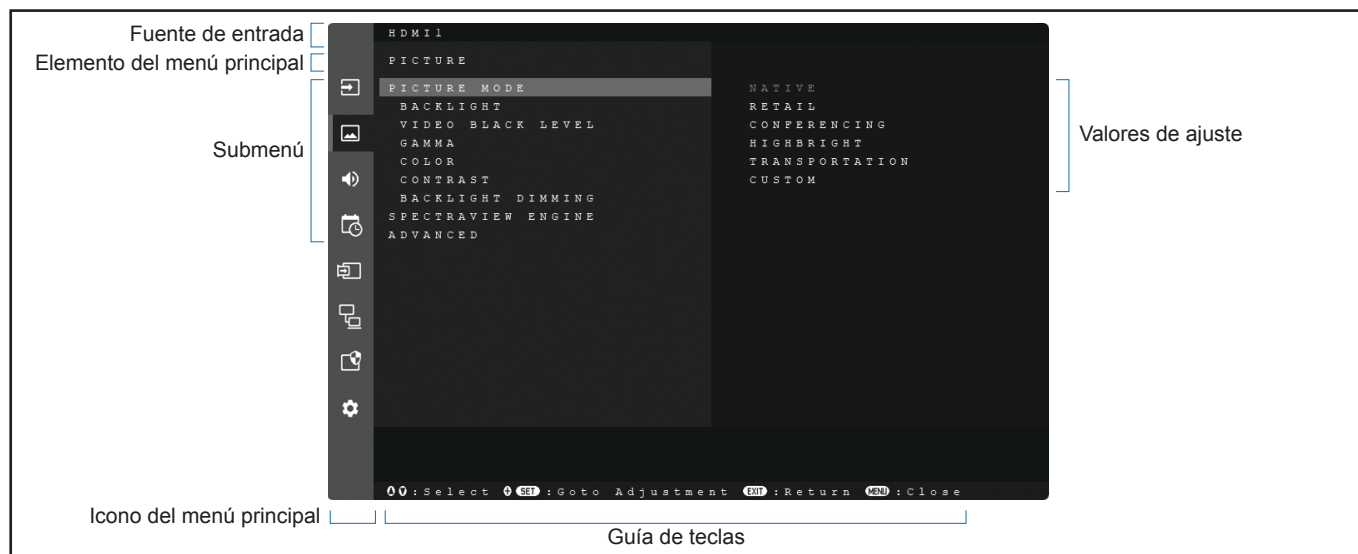 Fuente de entrada
HDMI1
Elemento del menú principal
PICTURE
Submenú
PICTURE MODE
BACKLIGHT
VIDEO BLACK LEVEL
GAMMA
COLOR
CONTRAST
BACKLIGHT DIMMING
SPECTRAVIEW ENGINE
ADVANCED
NATIVE
RETAIL
CONFERENCING
HIGHBRIGHT
TRANSPORTATION
CUSTOM
Valores de ajuste
:Select SET :Goto Adjustment EXIT :Return MENU :Close
Icono del menú principal
Guía de teclas